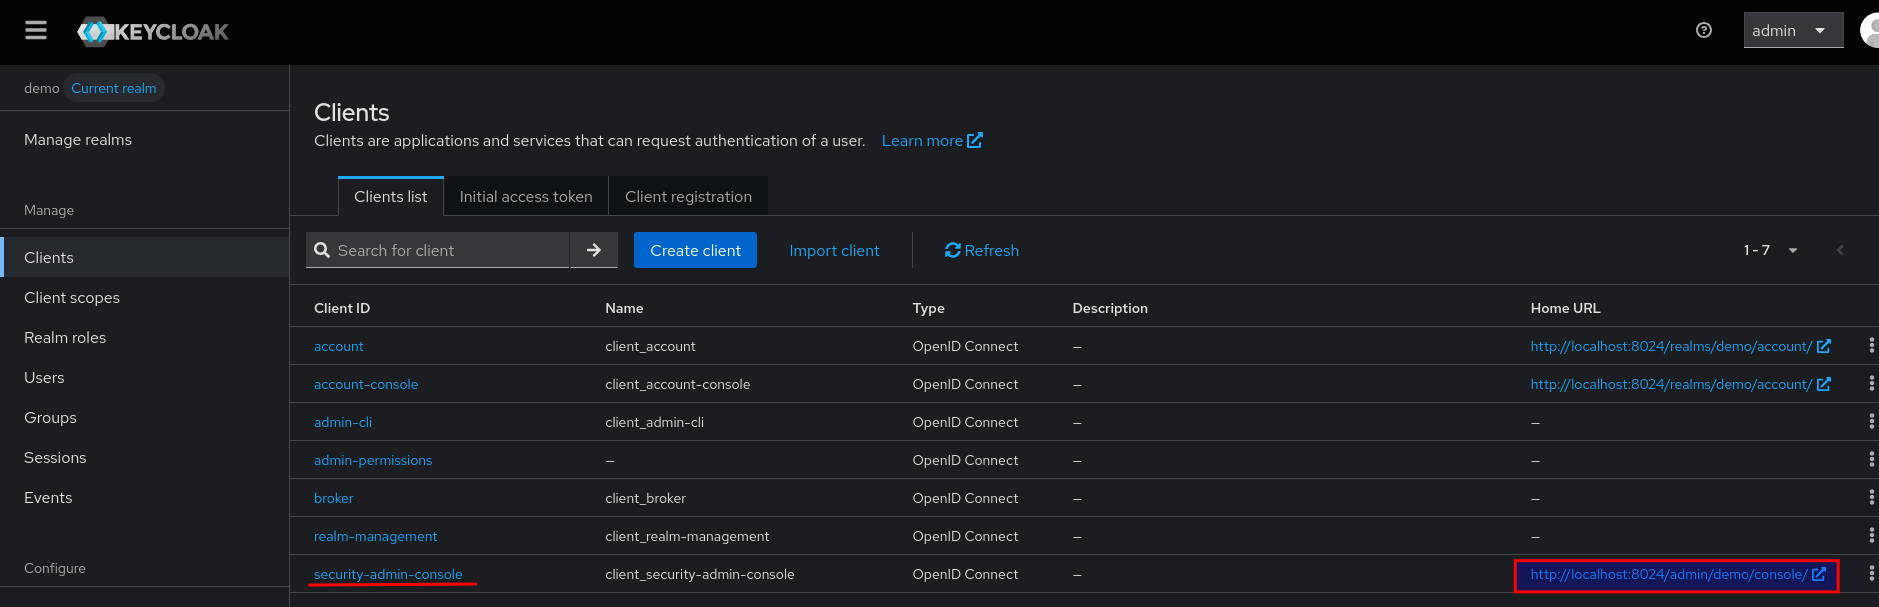 KEYCLOAK
admin
demo Current realm
Manage realms
Manage
Clients
Client scopes
Realm roles
Users
Groups
Sessions
Events
Configure
Clients
Clients are applications and services that can request authentication of a user. Learn more
Clients list Initial access token Client registration
Search for client Create client Import client Refresh 1 - 7
Client ID Name Type Description Home URL
account client_account OpenID Connect – http://localhost:8024/realms/demo/account/
account-console client_account-console OpenID Connect – http://localhost:8024/realms/demo/account/
admin-cli client_admin-cli OpenID Connect – –
admin-permissions – OpenID Connect – –
broker client_broker OpenID Connect – –
realm-management client_realm-management OpenID Connect – –
security-admin-console client_security-admin-console OpenID Connect – http://localhost:8024/admin/demo/console/